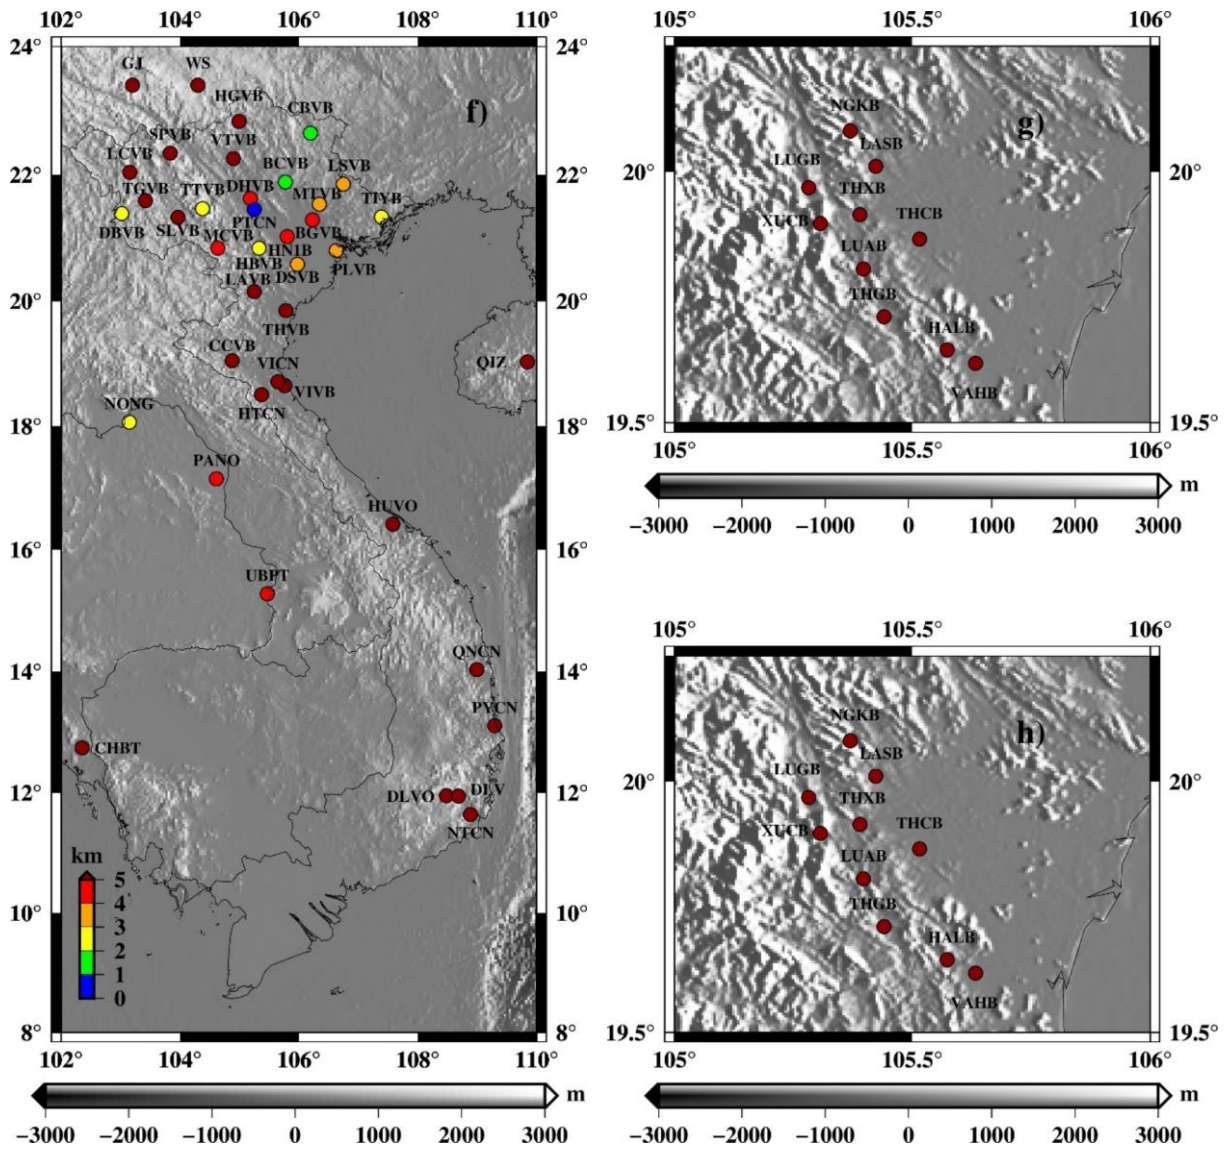 102° 104° 106° 108° 110°
24° 24°
GJ WS
HGVB CBVB f)
SPVB VTVB
LCVB BCVB LSVB
22° 22°
TGVB TTVB DHVB MTVB TIYB
PTCN
DBVB SLVB MCVB BGVB
HNIB
HBVB DSVB PLVB
LAVB
20° 20°
THVB
CCVB VICN QIZ
VIVB
NONG HTCN
18° 18°
PANO
HUVO
16° 16°
UBPT
14° QNCN 14°
PYCN
CHBT
12° DLVO DLV 12°
NTCN
km
5
4
3
2
1
0
10° 10°
8° 8°
102° 104° 106° 108° 110°
m
−3000 −2000 −1000 0 1000 2000 3000
105° 105.5° 106°
NGKB g)
LASB
20° LUGB 20°
THXB
XUCB THCB
LUAB
THGB
HALB
VAHB
19.5° 19.5°
105° 105.5° 106°
m
−3000 −2000 −1000 0 1000 2000 3000
105° 105.5° 106°
NGKB h)
LASB
20° LUGB 20°
THXB
XUCB THCB
LUAB
THGB
HALB
VAHB
19.5° 19.5°
105° 105.5° 106°
m
−3000 −2000 −1000 0 1000 2000 3000